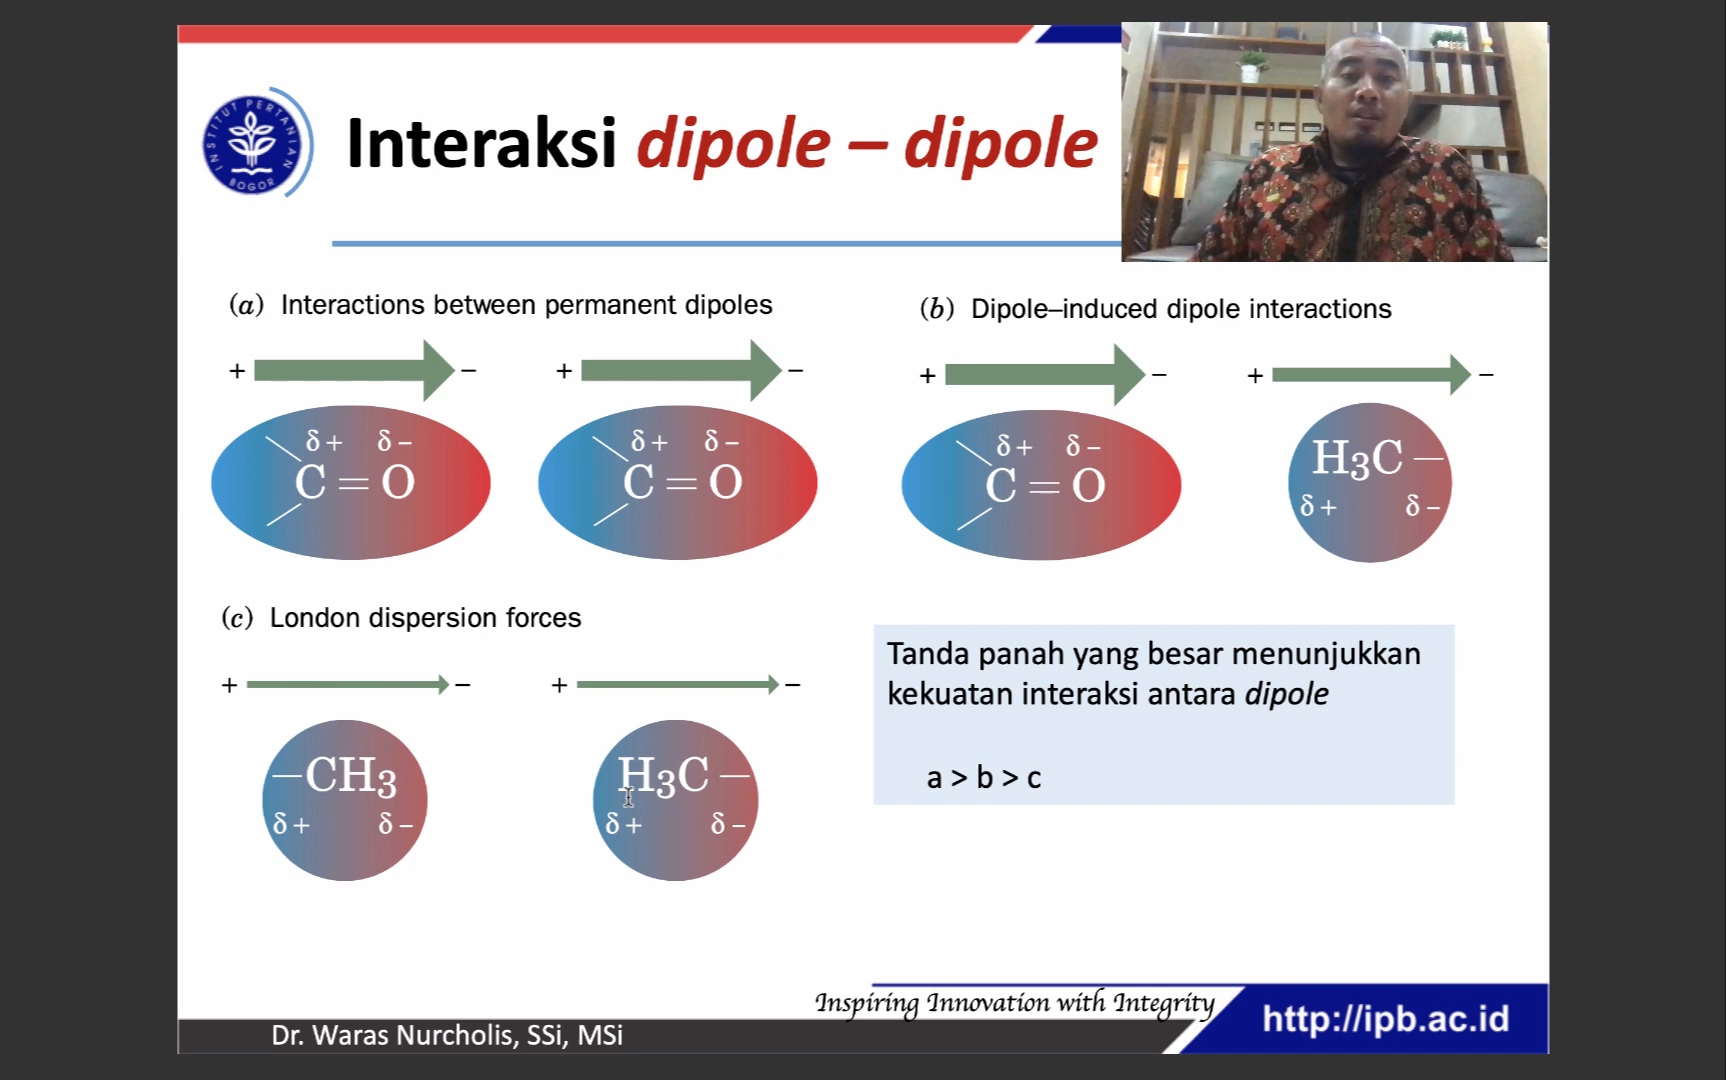 INSTITUT PERTANIAN
BOGOR
Interaksi dipole – dipole
(a) Interactions between permanent dipoles
+ − + −
δ+ δ− δ+ δ−
C=O C=O
(b) Dipole–induced dipole interactions
+ − + −
δ+ δ−
C=O H3C—
δ+ δ−
(c) London dispersion forces
+ − + −
—CH3 H3C—
δ+ δ− δ+ δ−
Tanda panah yang besar menunjukkan
kekuatan interaksi antara dipole
a > b > c
Inspiring Innovation with Integrity
http://ipb.ac.id
Dr. Waras Nurcholis, SSi, MSi